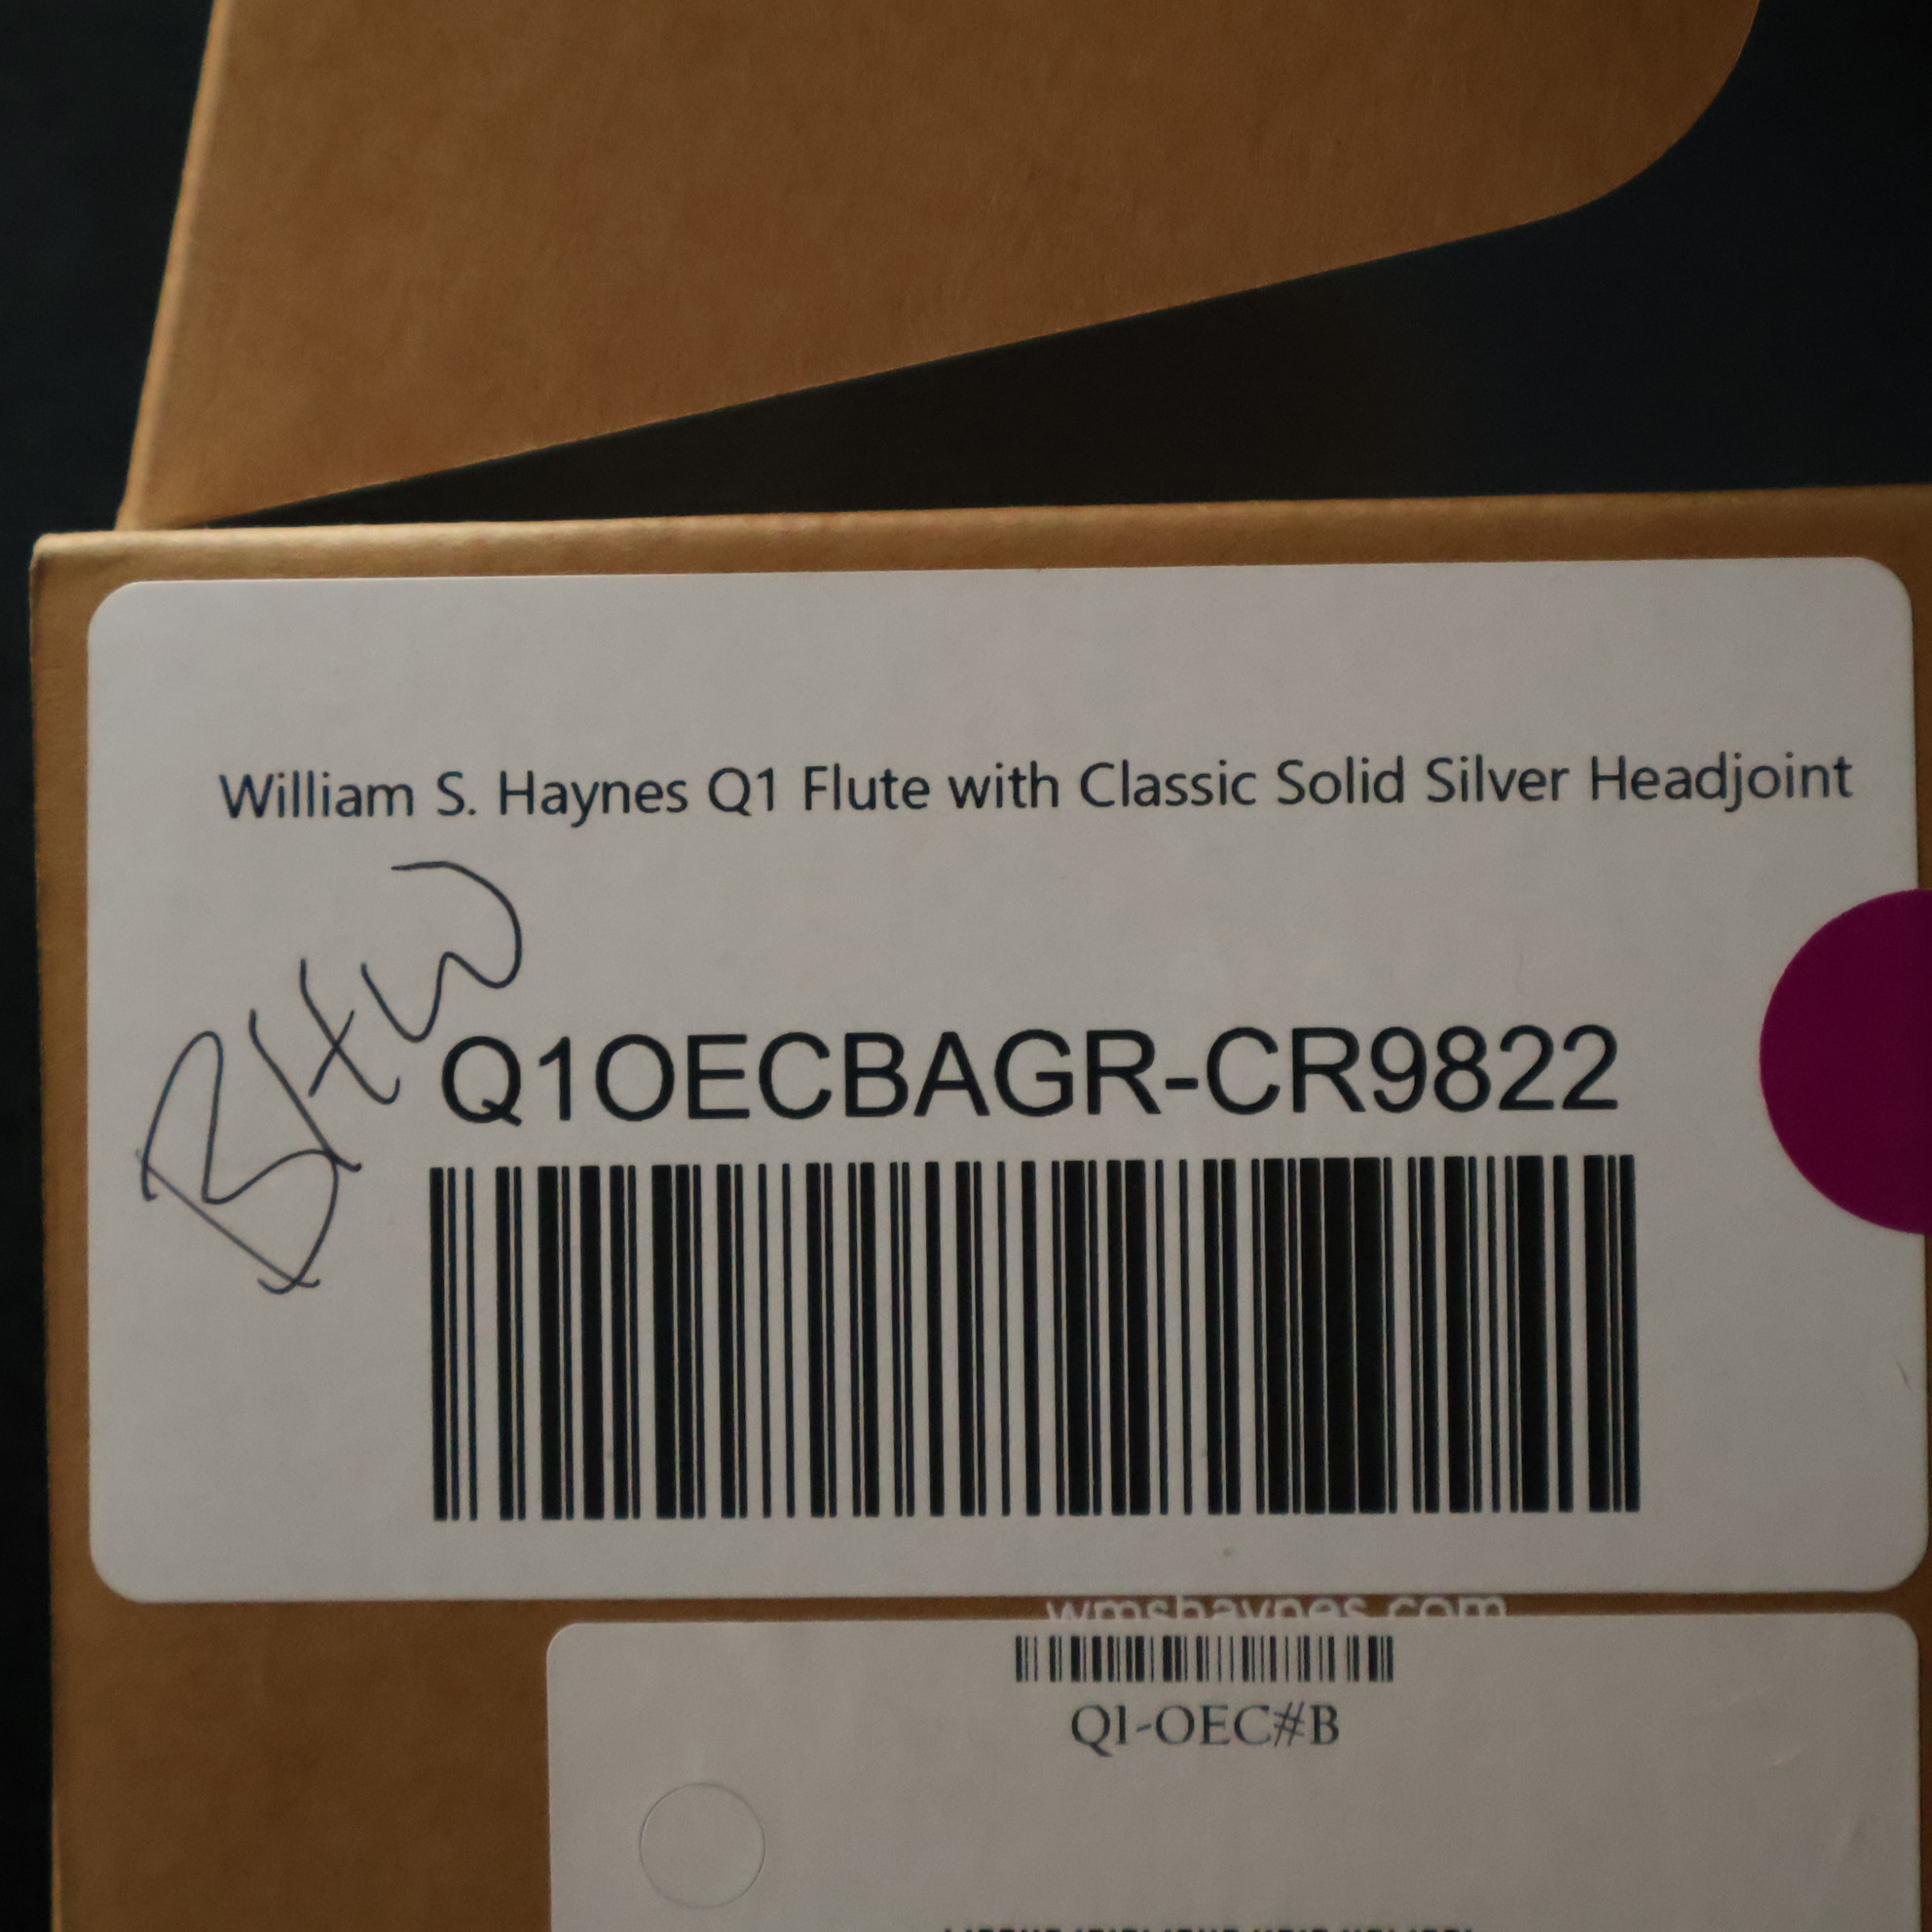 William S. Haynes Q1 Flute with Classic Solid Silver Headjoint
BHW
Q1OECBAGR-CR9822
wmshaynes.com
Q1-OEC#B